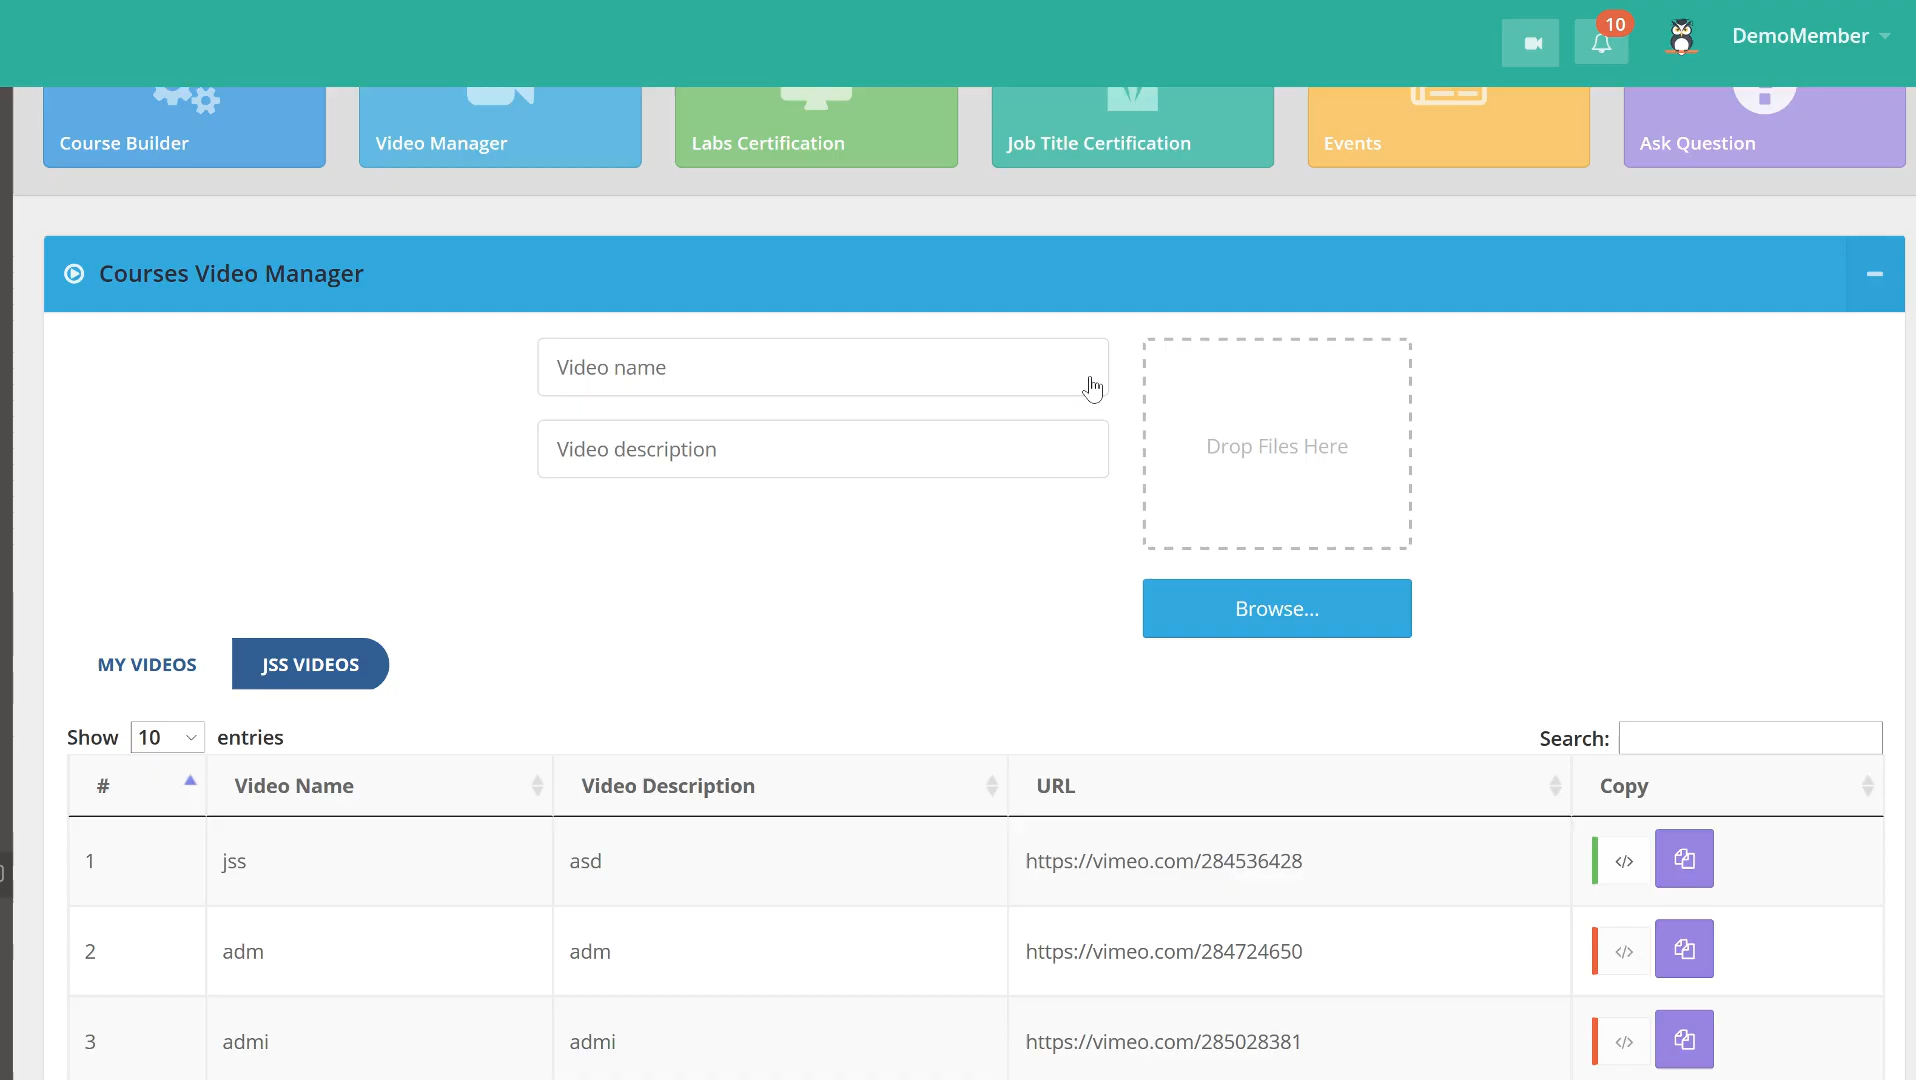 10
DemoMember
Course Builder
Video Manager
Labs Certification
Job Title Certification
Events
Ask Question
Courses Video Manager
Video name
Video description
Drop Files Here
Browse...
MY VIDEOS
JSS VIDEOS
Show 10 entries
Search:
# Video Name Video Description URL Copy
1 jss asd https://vimeo.com/284536428 </>
2 adm adm https://vimeo.com/284724650 </>
3 admi admi https://vimeo.com/285028381 </>